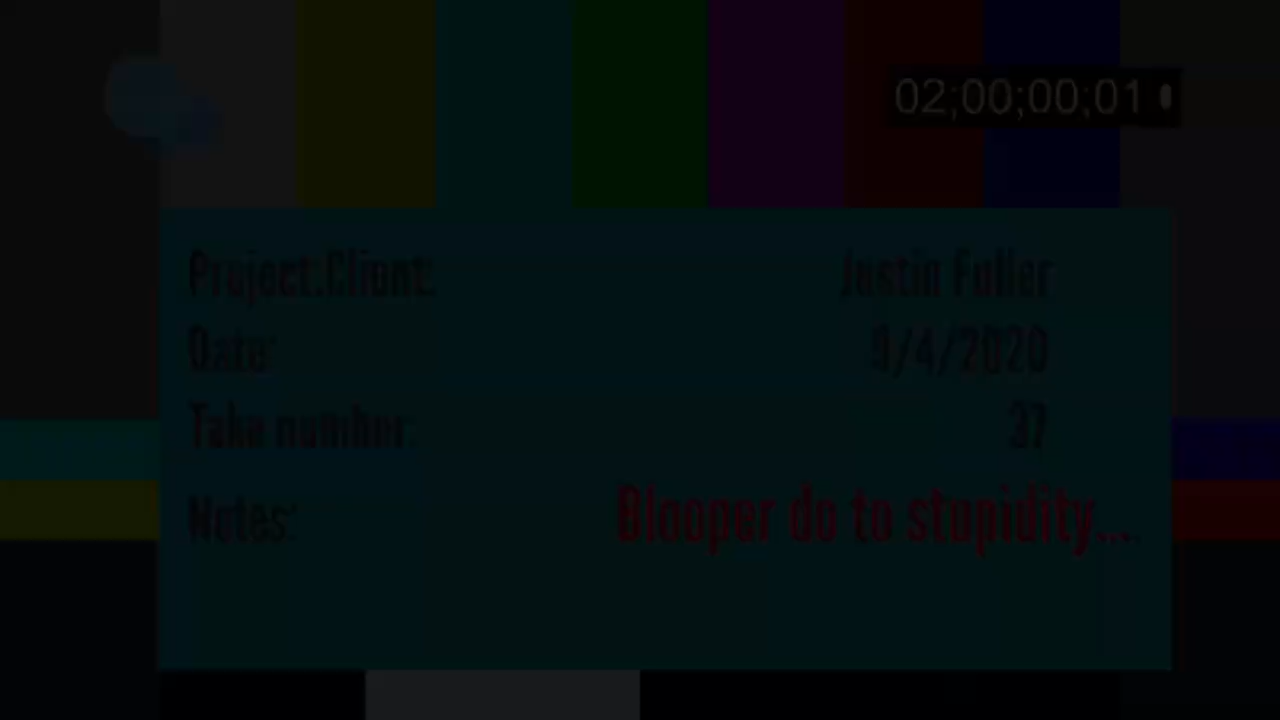 02;00;00;01
Project:Client: Justin Fuller
Date: 9/4/2020
Take number: 37
Notes: Blooper do to stupidity...